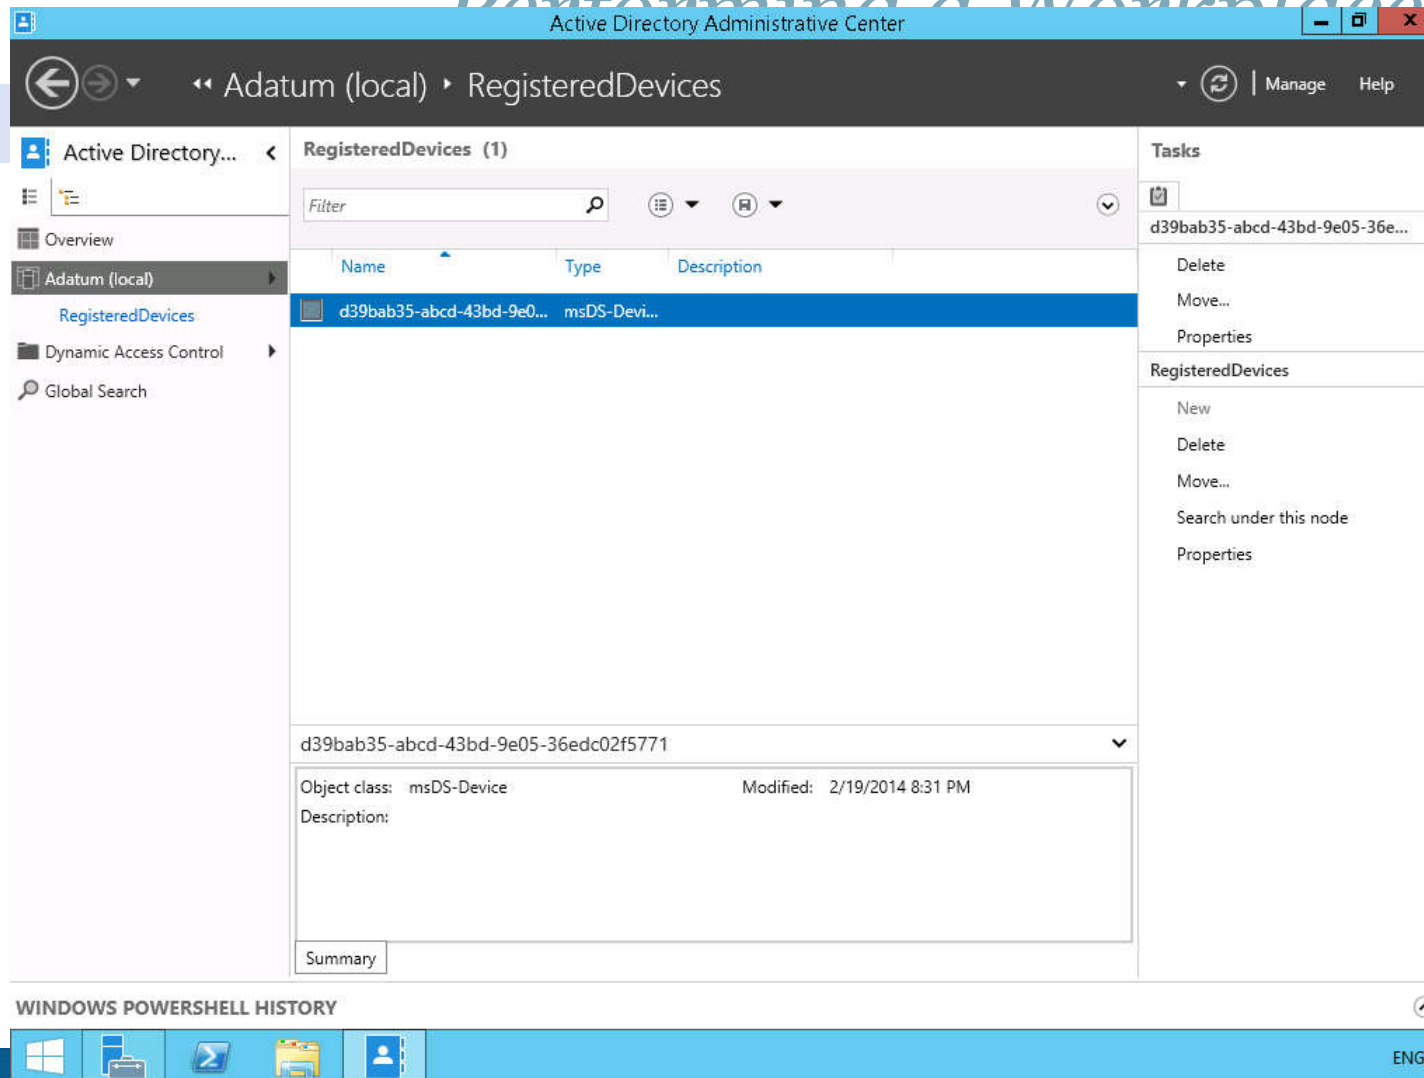 Performing a Workplace
Active Directory Administrative Center
Adatum (local) RegisteredDevices
Manage Help
Active Directory...
Overview
Adatum (local)
RegisteredDevices
Dynamic Access Control
Global Search
RegisteredDevices (1)
Filter
Name Type Description
d39bab35-abcd-43bd-9e0... msDS-Devi...
d39bab35-abcd-43bd-9e05-36edc02f5771
Object class: msDS-Device Modified: 2/19/2014 8:31 PM
Description:
Summary
Tasks
d39bab35-abcd-43bd-9e05-36e...
Delete
Move...
Properties
RegisteredDevices
New
Delete
Move...
Search under this node
Properties
WINDOWS POWERSHELL HISTORY
ENG